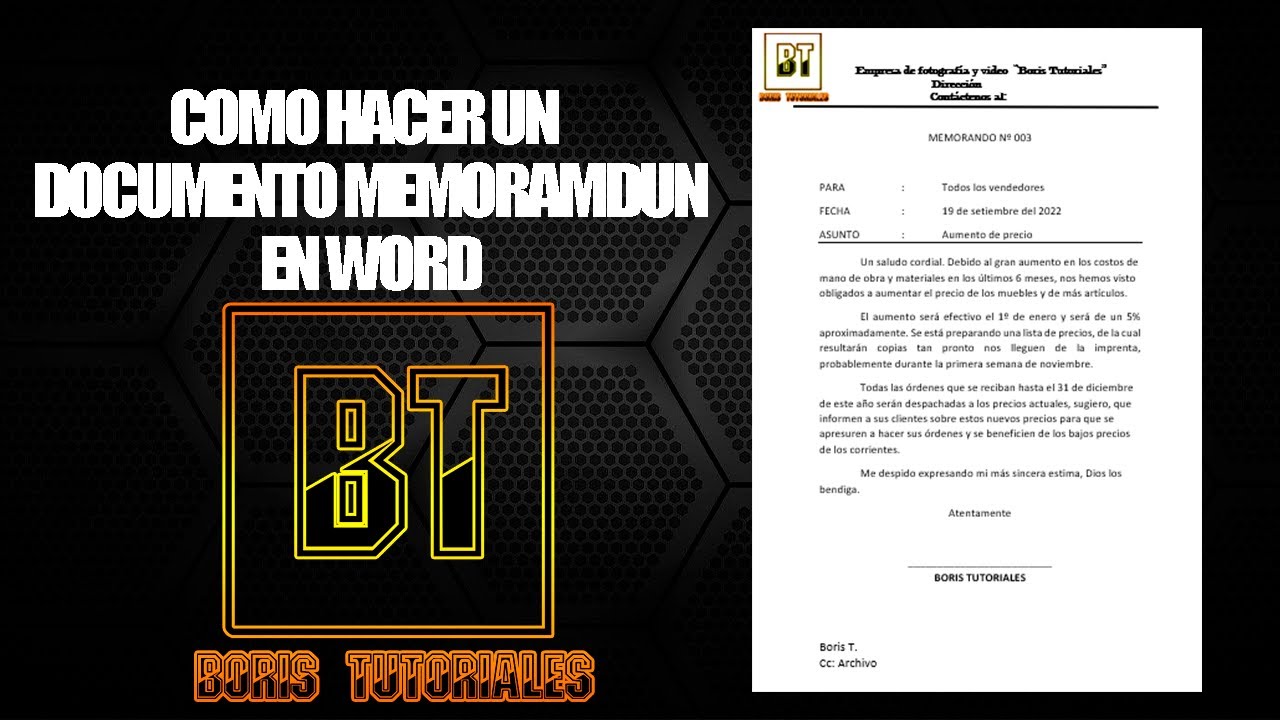 COMO HACER UN
DOCUMENTO MEMORAMDUN
EN WORD
BT
BORIS TUTORIALES
BT
BORIS TUTORIALES
Empresa de fotografía y video "Boris Tutoriales"
Dirección
Contáctenos al:
MEMORANDO Nº 003
PARA : Todos los vendedores
FECHA : 19 de setiembre del 2022
ASUNTO : Aumento de precio
Un saludo cordial. Debido al gran aumento en los costos de
mano de obra y materiales en los últimos 6 meses, nos hemos visto
obligados a aumentar el precio de los muebles y de más artículos.
El aumento será efectivo el 1º de enero y será de un 5%
aproximadamente. Se está preparando una lista de precios, de la cual
resultarán copias tan pronto nos lleguen de la imprenta,
probablemente durante la primera semana de noviembre.
Todas las órdenes que se reciban hasta el 31 de diciembre
de este año serán despachadas a los precios actuales, sugiero, que
informen a sus clientes sobre estos nuevos precios para que se
apresuren a hacer sus órdenes y se beneficien de los bajos precios
de los corrientes.
Me despido expresando mi más sincera estima, Dios los
bendiga.
Atentamente
BORIS TUTORIALES
Boris T.
Cc: Archivo